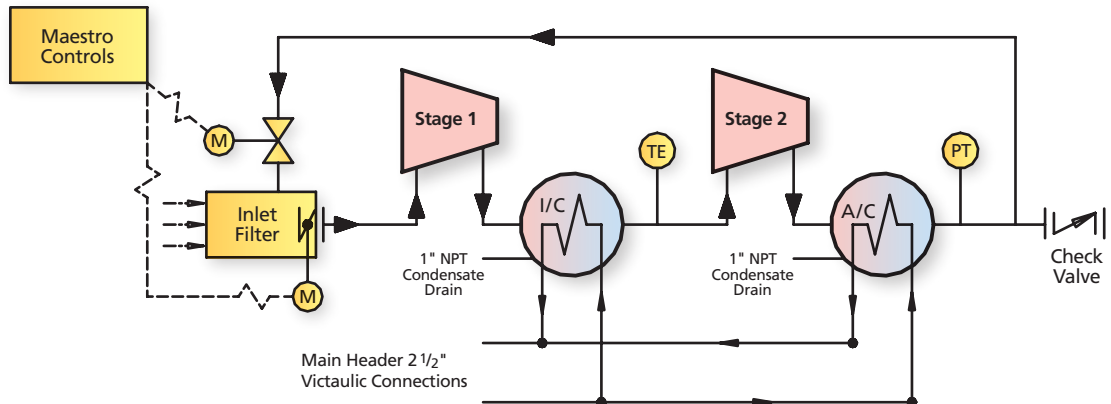 Maestro
Controls
Stage 1
Stage 2
M
TE
PT
Inlet
Filter
I/C
A/C
1" NPT
Condensate
Drain
1" NPT
Condensate
Drain
Check
Valve
M
Main Header 2 1/2"
Victaulic Connections